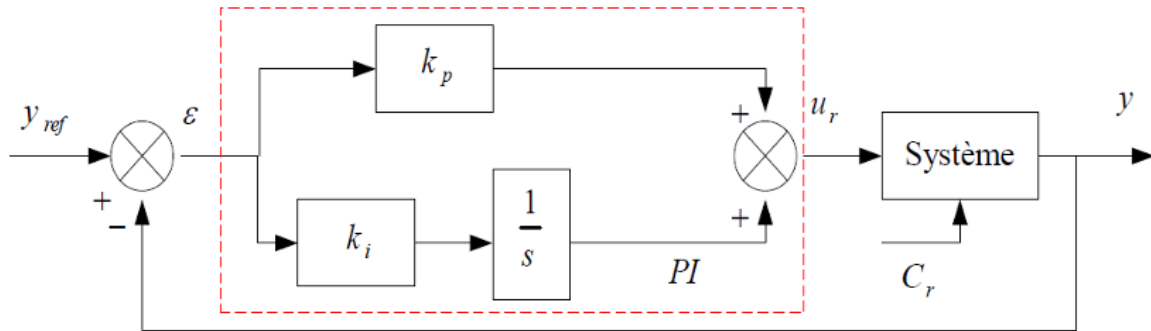 k_p
y_ref
ε
+
u_r
y
Système
+
−
+
k_i
1/s
PI
C_r